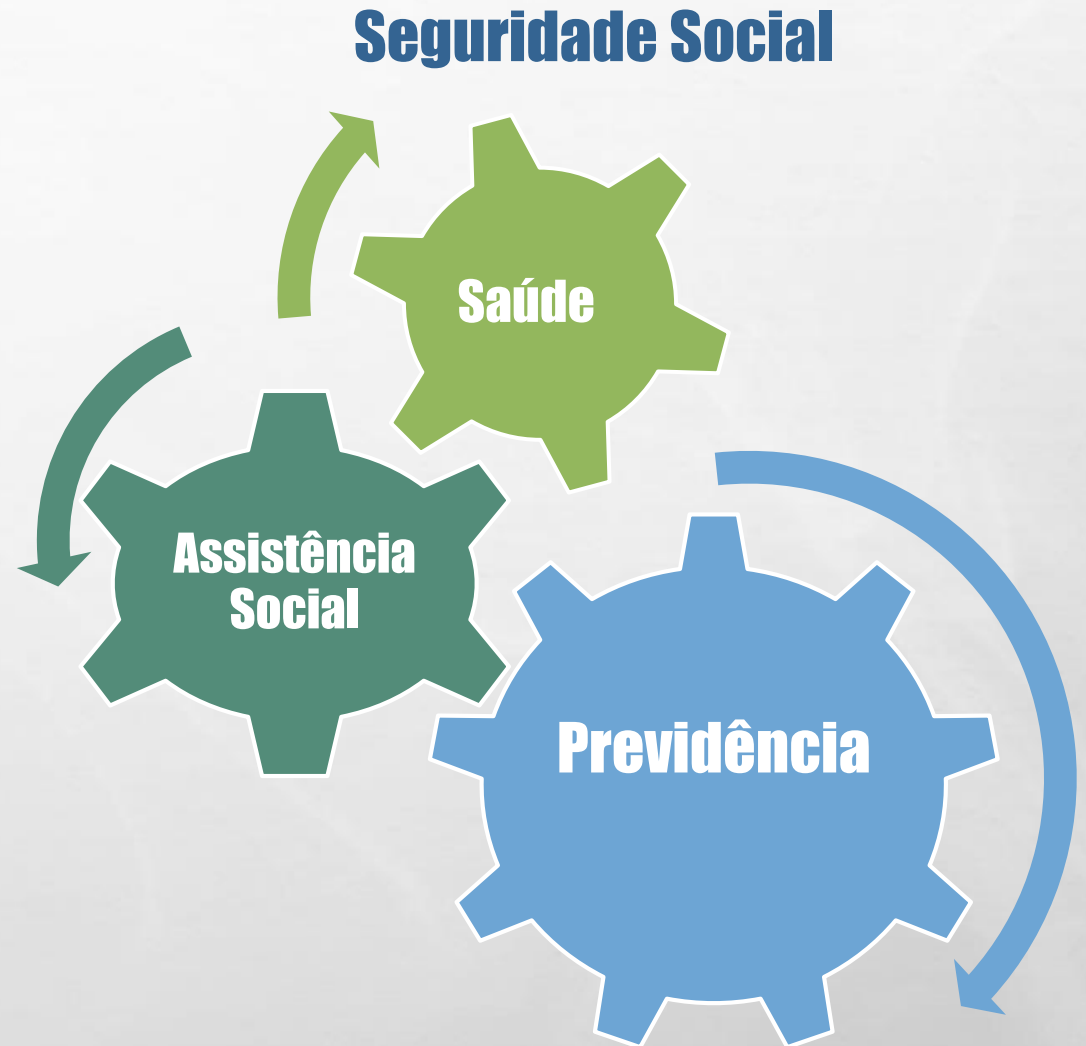 Seguridade Social
Saúde
Assistência
Social
Previdência